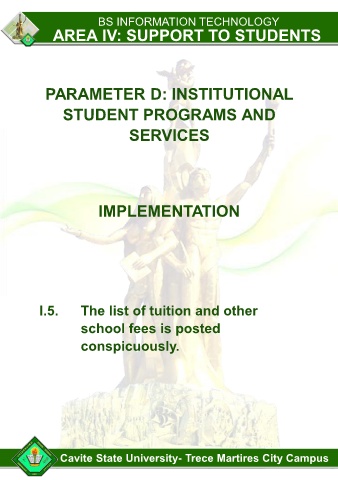 BS INFORMATION TECHNOLOGY
AREA IV: SUPPORT TO STUDENTS
PARAMETER D: INSTITUTIONAL
STUDENT PROGRAMS AND
SERVICES
IMPLEMENTATION
I.5. The list of tuition and other
school fees is posted
conspicuously.
Cavite State University- Trece Martires City Campus